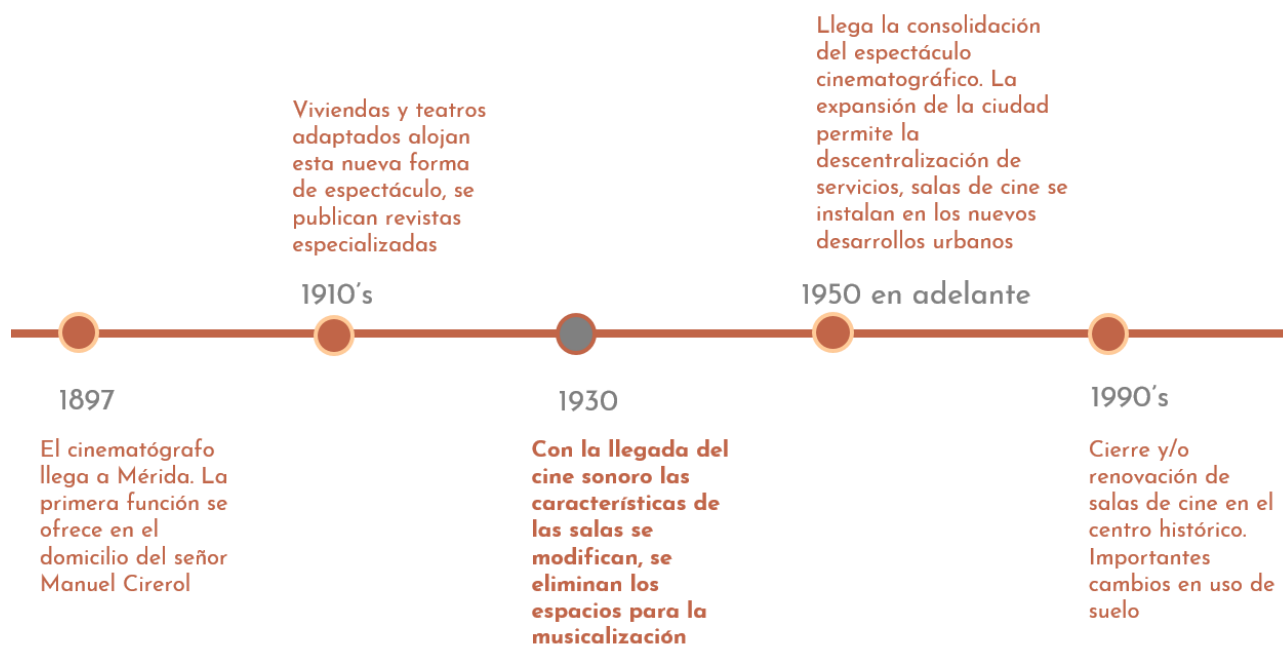 1897
El cinematógrafo
llega a Mérida. La
primera función se
ofrece en el
domicilio del señor
Manuel Cirerol
Viviendas y teatros
adaptados alojan
esta nueva forma
de espectáculo, se
publican revistas
especializadas
1910´s
1930
Con la llegada del
cine sonoro las
características de
las salas se
modifican, se
eliminan los
espacios para la
musicalización
Llega la consolidación
del espectáculo
cinematográfico. La
expansión de la ciudad
permite la
descentralización de
servicios, salas de cine se
instalan en los nuevos
desarrollos urbanos
1950 en adelante
1990´s
Cierre y/o
renovación de
salas de cine en el
centro histórico.
Importantes
cambios en uso de
suelo